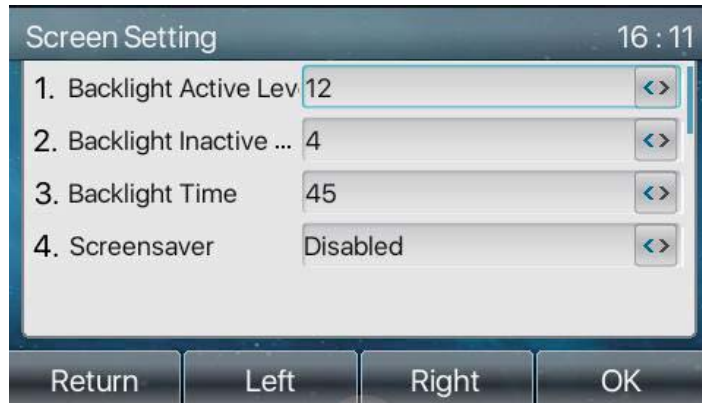 Screen Setting 16 : 11
1. Backlight Active Lev 12
2. Backlight Inactive ... 4
3. Backlight Time 45
4. Screensaver Disabled
Return Left Right OK